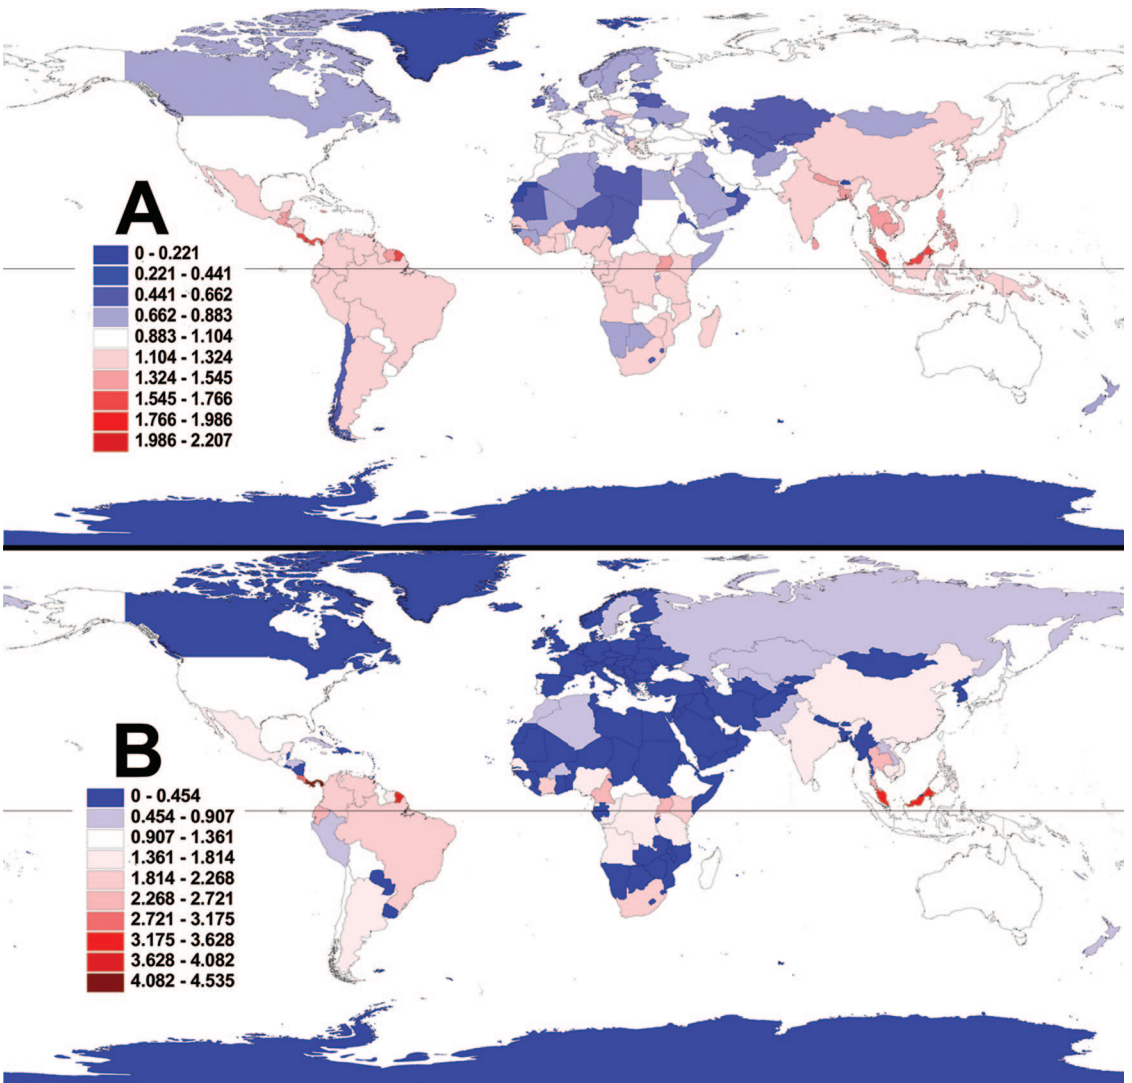 A
0 - 0.221
0.221 - 0.441
0.441 - 0.662
0.662 - 0.883
0.883 - 1.104
1.104 - 1.324
1.324 - 1.545
1.545 - 1.766
1.766 - 1.986
1.986 - 2.207
B
0 - 0.454
0.454 - 0.907
0.907 - 1.361
1.361 - 1.814
1.814 - 2.268
2.268 - 2.721
2.721 - 3.175
3.175 - 3.628
3.628 - 4.082
4.082 - 4.535